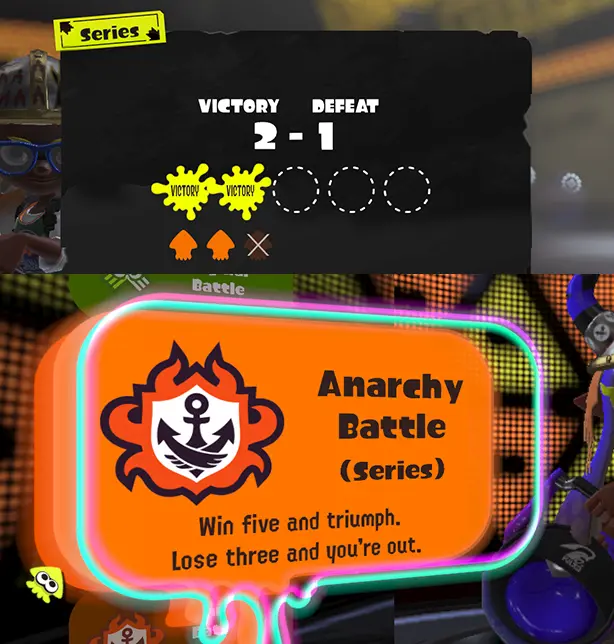 Series
VICTORY DEFEAT
2 - 1
VICTORY VICTORY
Battle
Anarchy
Battle
(Series)
Win five and triumph.
Lose three and you're out.